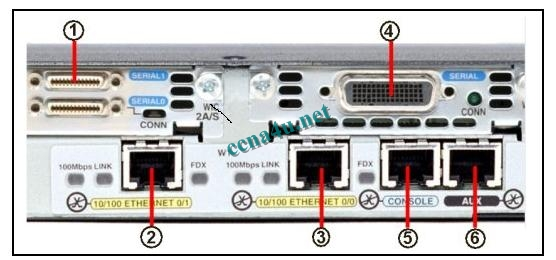 1
4
SERIAL1
SERIAL
SERIAL0
CONN
WIC
2A/S
CONN
ccna4u.net
W
100Mbps LINK
FDX
100Mbps LINK
FDX
10/100 ETHERNET 0/1
10/100 ETHERNET 0/0
CONSOLE
AUX
2
3
5
6